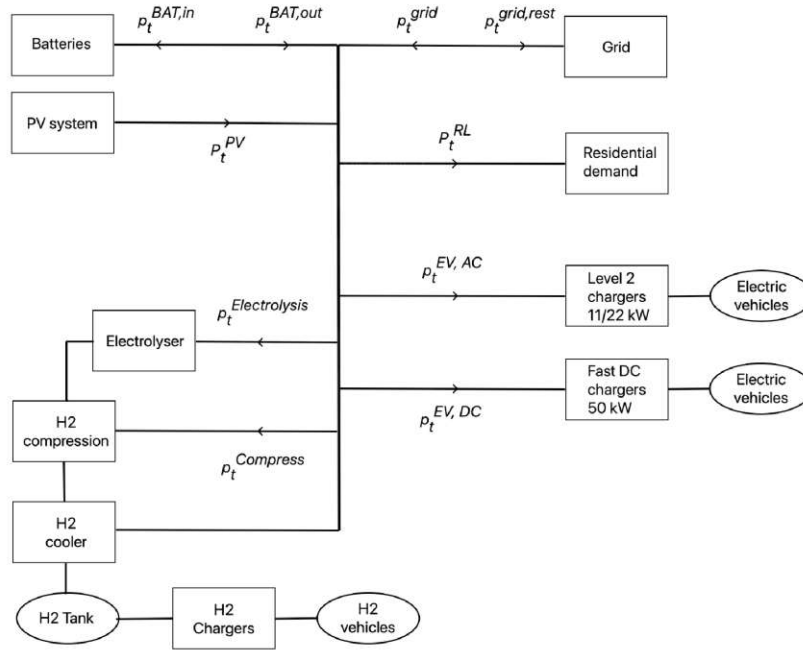 p_t^BAT,in
p_t^BAT,out
p_t^grid
p_t^grid,rest
Batteries
Grid
PV system
P_t^PV
P_t^RL
Residential
demand
p_t^EV, AC
Level 2
chargers
11/22 kW
Electric
vehicles
p_t^Electrolysis
Electrolyser
Fast DC
chargers
50 kW
Electric
vehicles
p_t^EV, DC
H2
compression
p_t^Compress
H2
cooler
H2 Tank
H2
Chargers
H2
vehicles